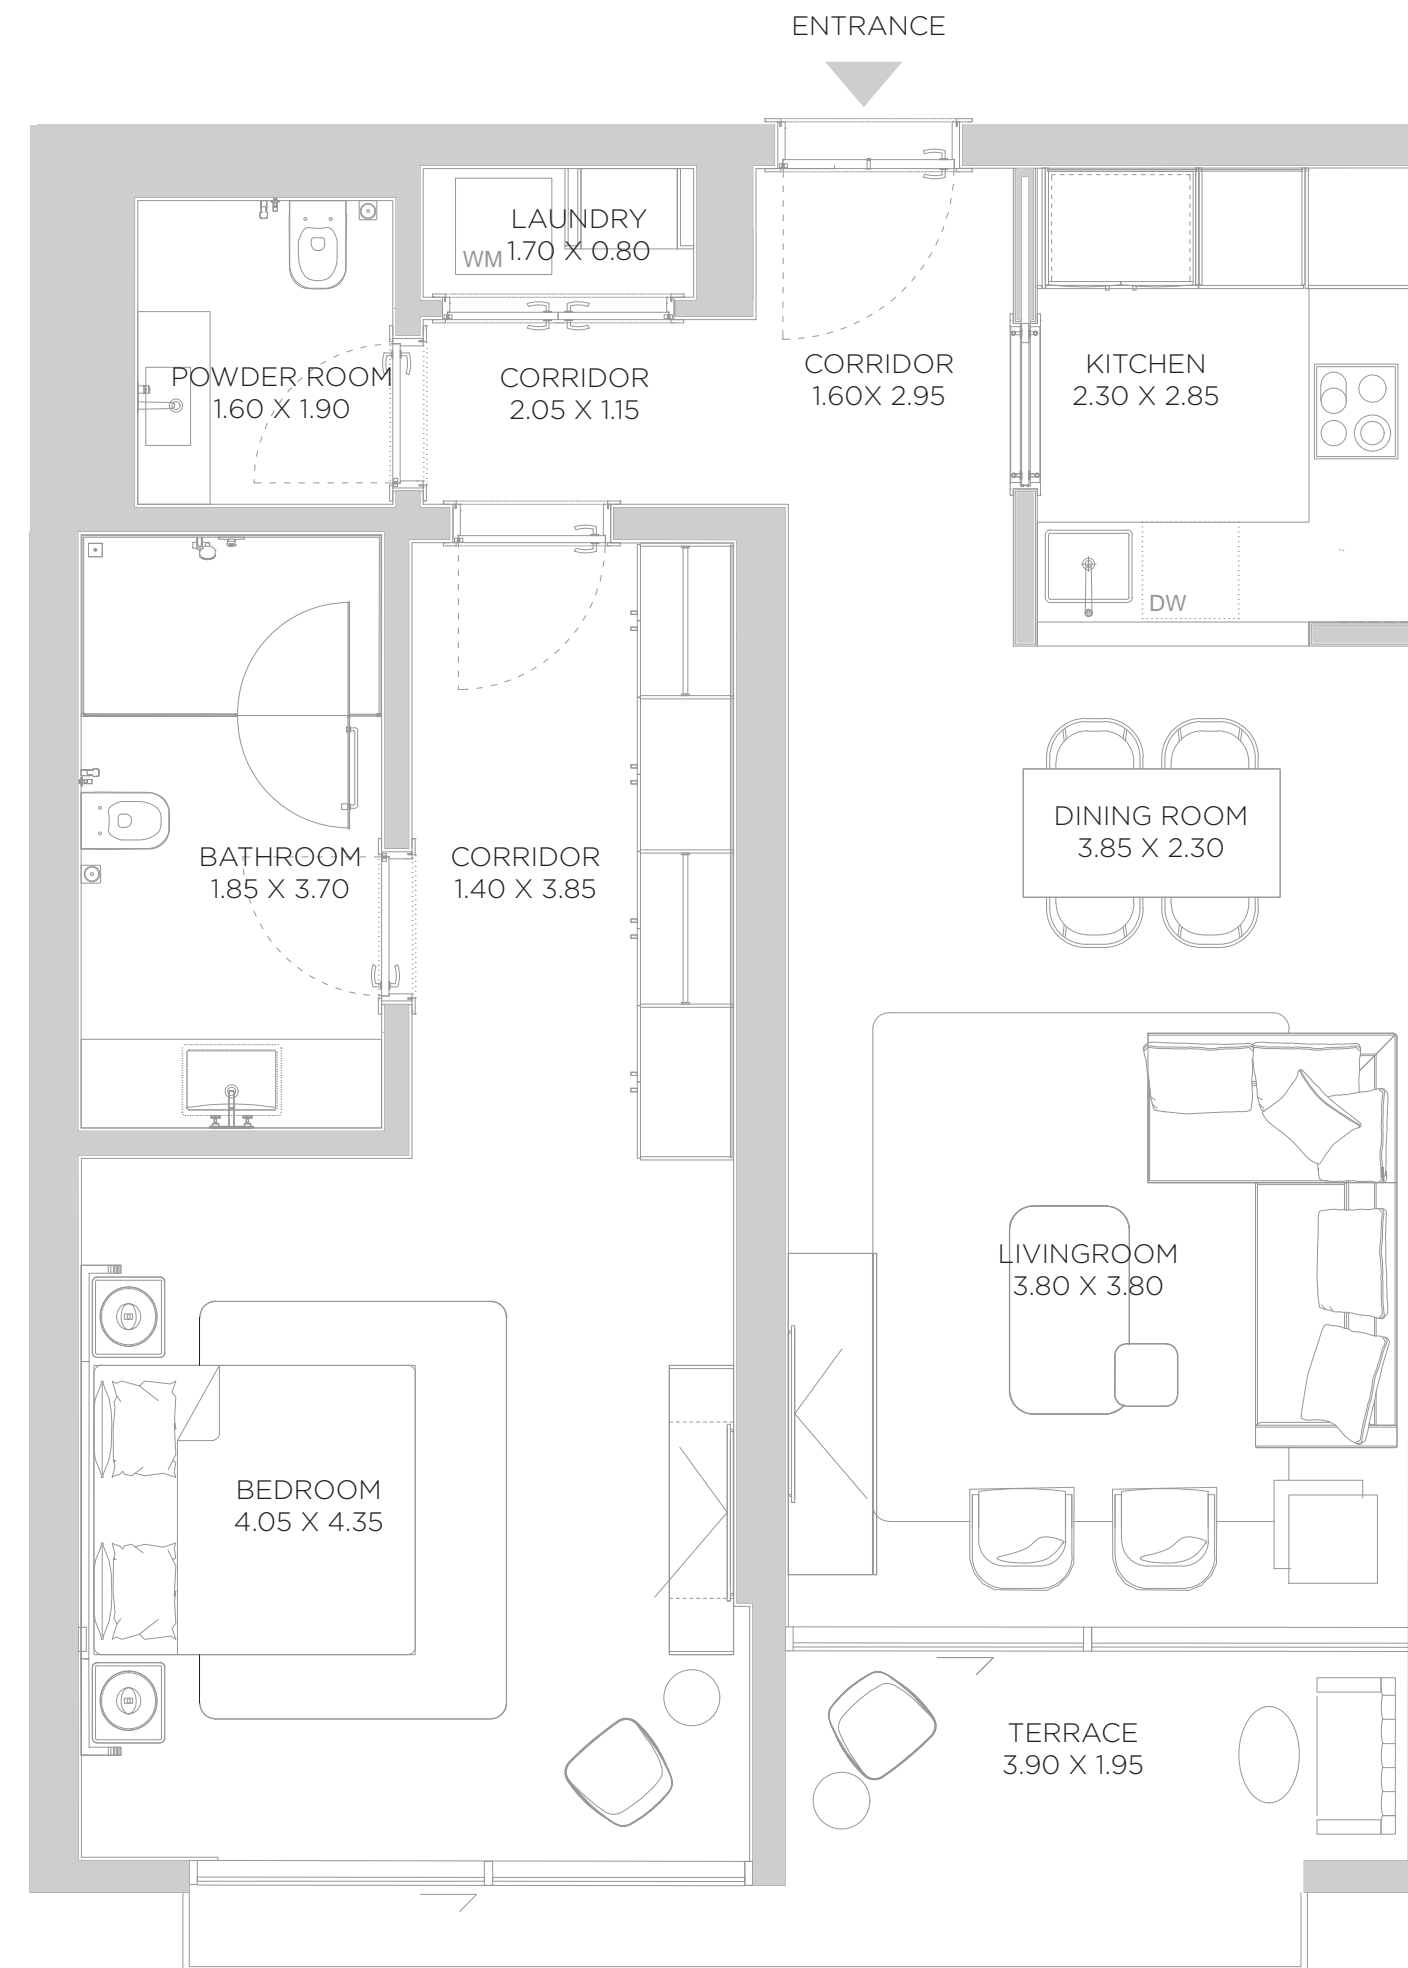 ENTRANCE
LAUNDRY
1.70 X 0.80
WM
POWDER ROOM
1.60 X 1.90
CORRIDOR
2.05 X 1.15
CORRIDOR
1.60X 2.95
KITCHEN
2.30 X 2.85
DW
DINING ROOM
3.85 X 2.30
BATHROOM
1.85 X 3.70
CORRIDOR
1.40 X 3.85
LIVINGROOM
3.80 X 3.80
BEDROOM
4.05 X 4.35
TERRACE
3.90 X 1.95